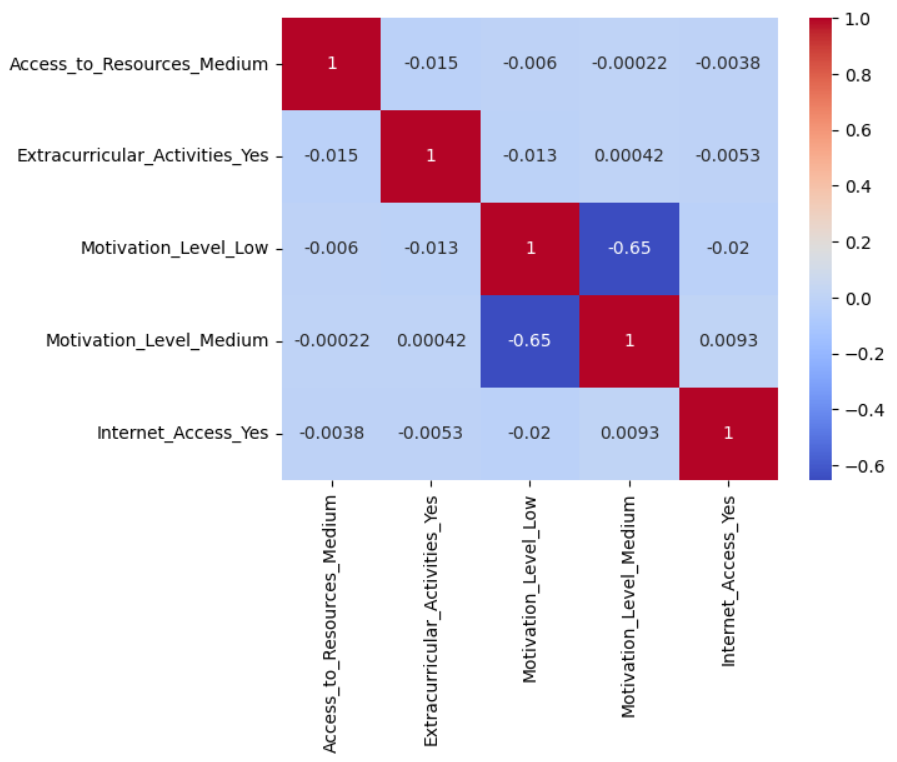 Access_to_Resources_Medium 1 -0.015 -0.006 -0.00022 -0.0038
Extracurricular_Activities_Yes -0.015 1 -0.013 0.00042 -0.0053
Motivation_Level_Low -0.006 -0.013 1 -0.65 -0.02
Motivation_Level_Medium -0.00022 0.00042 -0.65 1 0.0093
Internet_Access_Yes -0.0038 -0.0053 -0.02 0.0093 1
Access_to_Resources_Medium
Extracurricular_Activities_Yes
Motivation_Level_Low
Motivation_Level_Medium
Internet_Access_Yes
1.0
0.8
0.6
0.4
0.2
0.0
−0.2
−0.4
−0.6